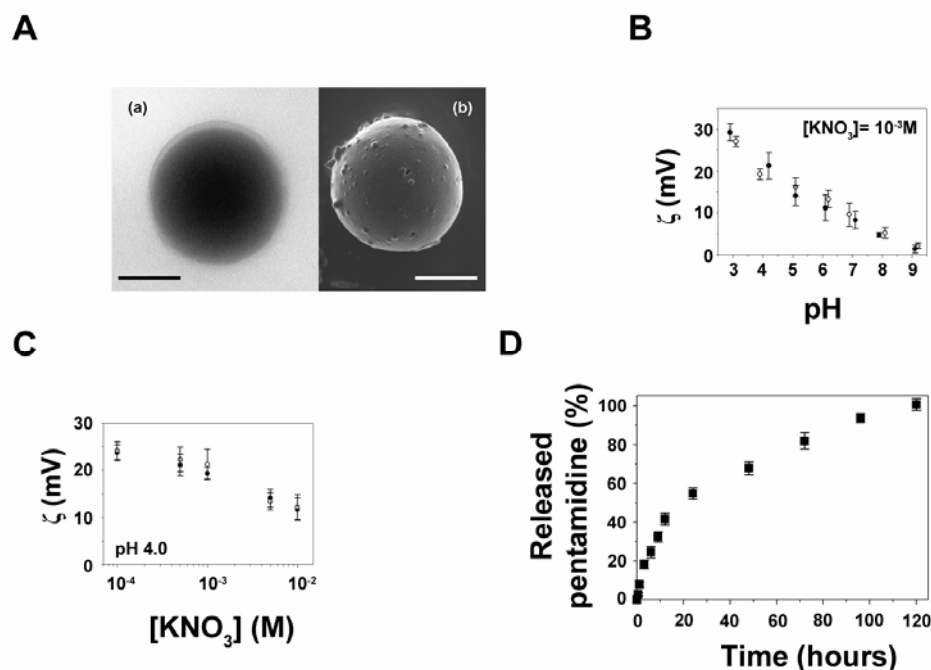 A
(a)
(b)
B
[KNO₃]= 10⁻³M
30
20
10
0
ζ (mV)
3 4 5 6 7 8 9
pH
C
30
20
10
0
ζ (mV)
pH 4.0
10⁻⁴ 10⁻³ 10⁻²
[KNO₃] (M)
D
100
80
60
40
20
0
Released
pentamidine (%)
0 20 40 60 80 100 120
Time (hours)